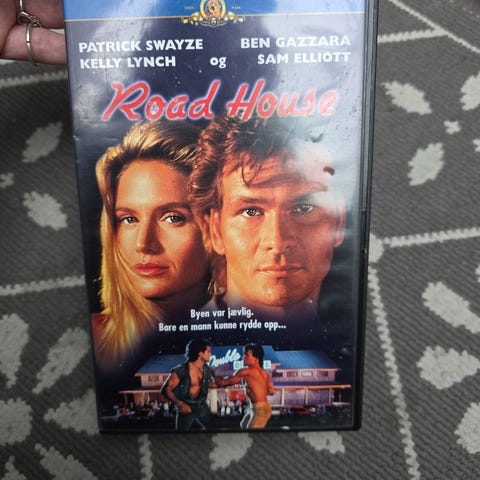 PATRICK SWAYZE BEN GAZZARA
KELLY LYNCH og SAM ELLIOTT
Road House
Byen var jævlig.
Bare en mann kunne rydde opp...
Double